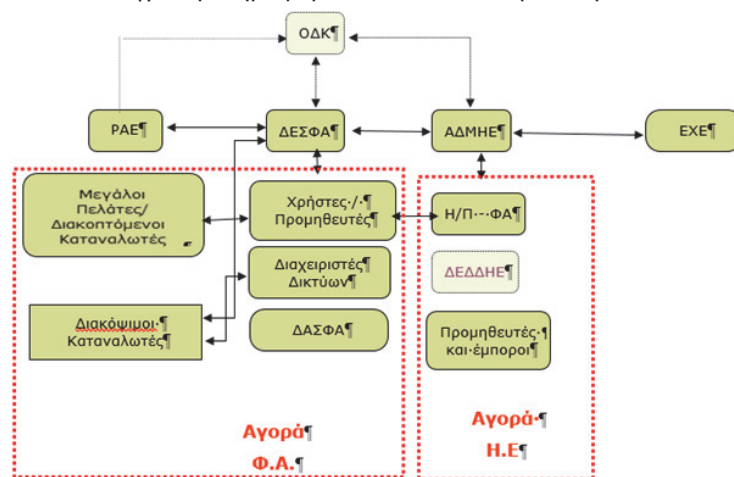 ΟΔΚ¶
ΡΑΕ¶
ΔΕΣΦΑ¶
ΑΔΜΗΕ¶
ΕΧΕ¶
Μεγάλοι
Πελάτες/
Διακοπτόμενοι
Καταναλωτές
¶
Χρήστες·/·¶
Προμηθευτές¶
Η/Π·-·ΦΑ¶
Διαχειριστές¶
Δικτύων¶
ΔΕΔΔΗΕ¶
Διακόψιμοι·¶
Καταναλωτές¶
ΔΑΣΦΑ¶
Προμηθευτές·¶
και·έμποροι¶
Αγορά¶
Φ.Α.¶
Αγορά·¶
Η.Ε¶